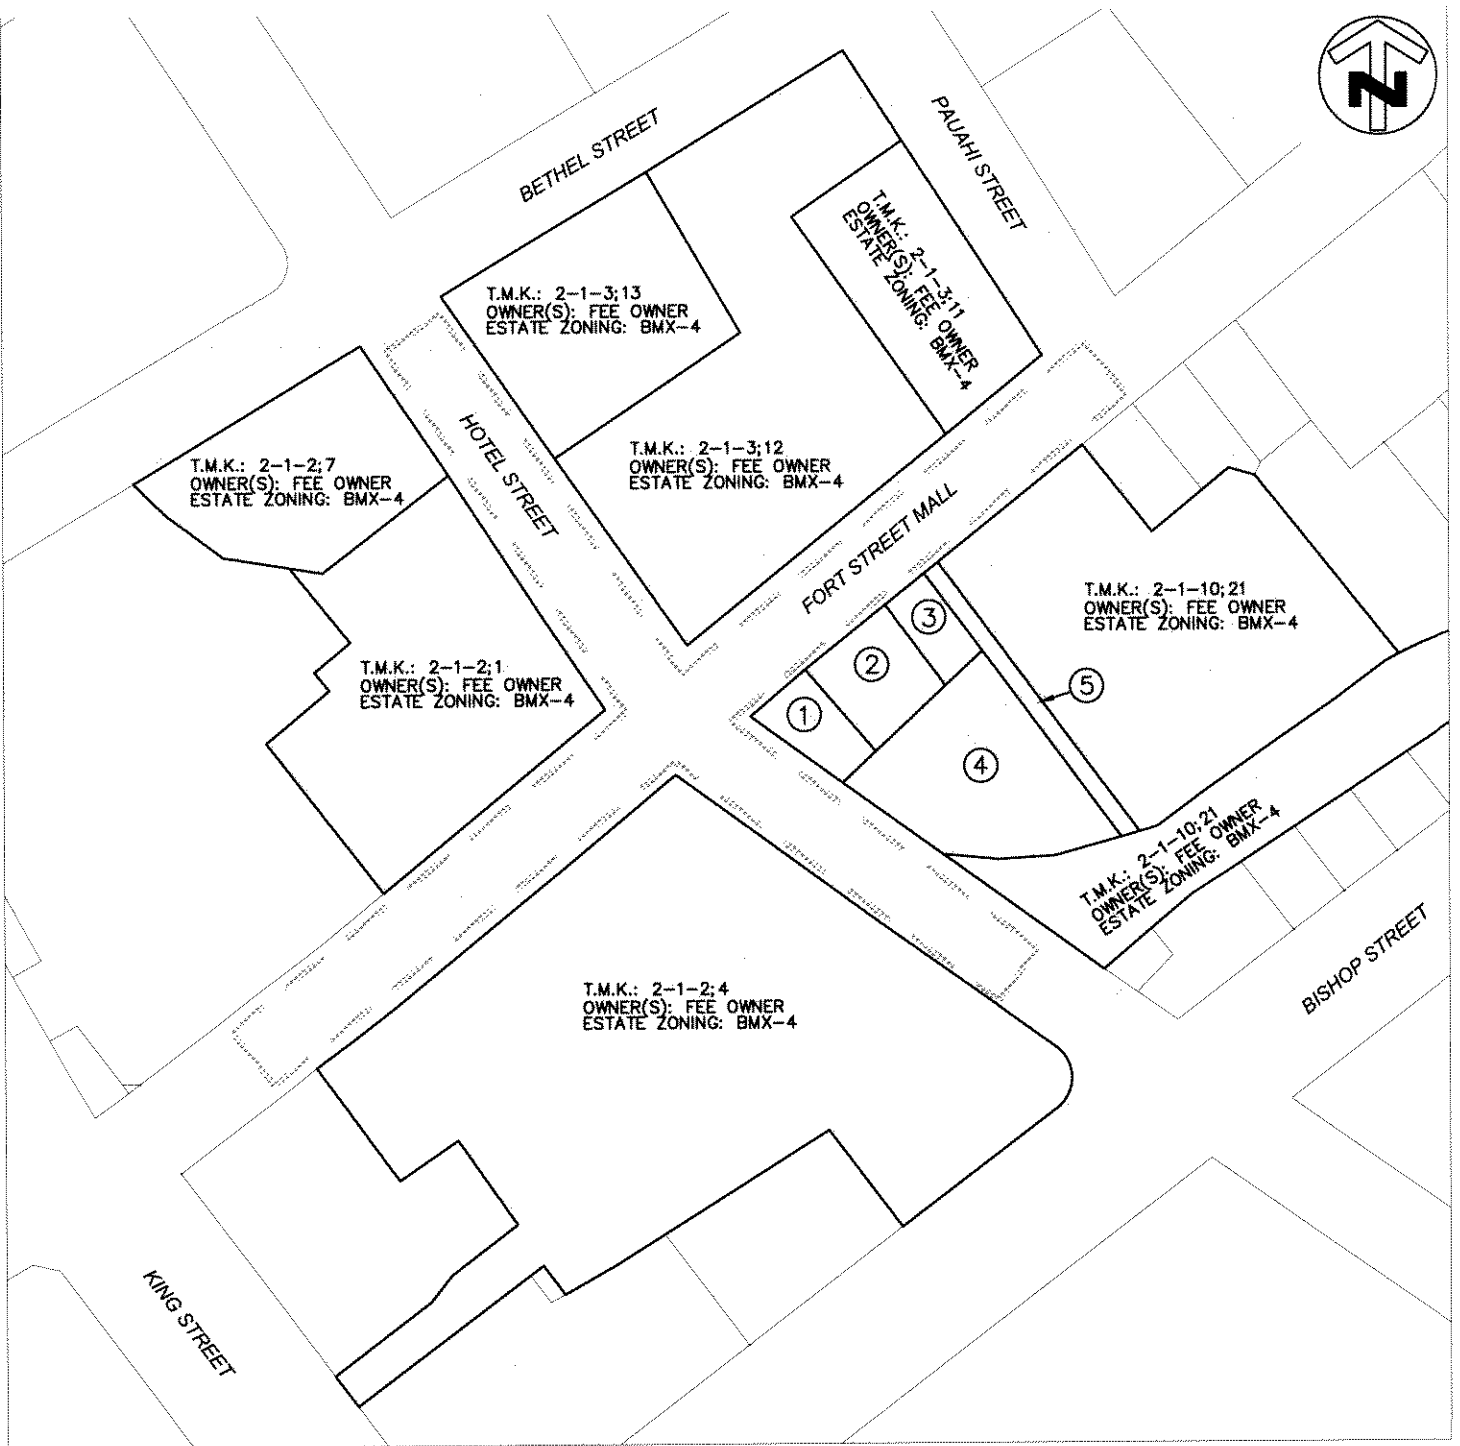 N
PAUAHI STREET
BETHEL STREET
T.M.K.: 2-1-3;11
OWNER(S): FEE OWNER
ESTATE ZONING: BMX-4
T.M.K.: 2-1-3;13
OWNER(S): FEE OWNER
ESTATE ZONING: BMX-4
HOTEL STREET
T.M.K.: 2-1-3;12
OWNER(S): FEE OWNER
ESTATE ZONING: BMX-4
T.M.K.: 2-1-2;7
OWNER(S): FEE OWNER
ESTATE ZONING: BMX-4
FORT STREET MALL
T.M.K.: 2-1-10;21
OWNER(S): FEE OWNER
ESTATE ZONING: BMX-4
3
2
5
1
4
T.M.K.: 2-1-2;1
OWNER(S): FEE OWNER
ESTATE ZONING: BMX-4
T.M.K.: 2-1-10;21
OWNER(S): FEE OWNER
ESTATE ZONING: BMX-4
BISHOP STREET
T.M.K.: 2-1-2;4
OWNER(S): FEE OWNER
ESTATE ZONING: BMX-4
KING STREET